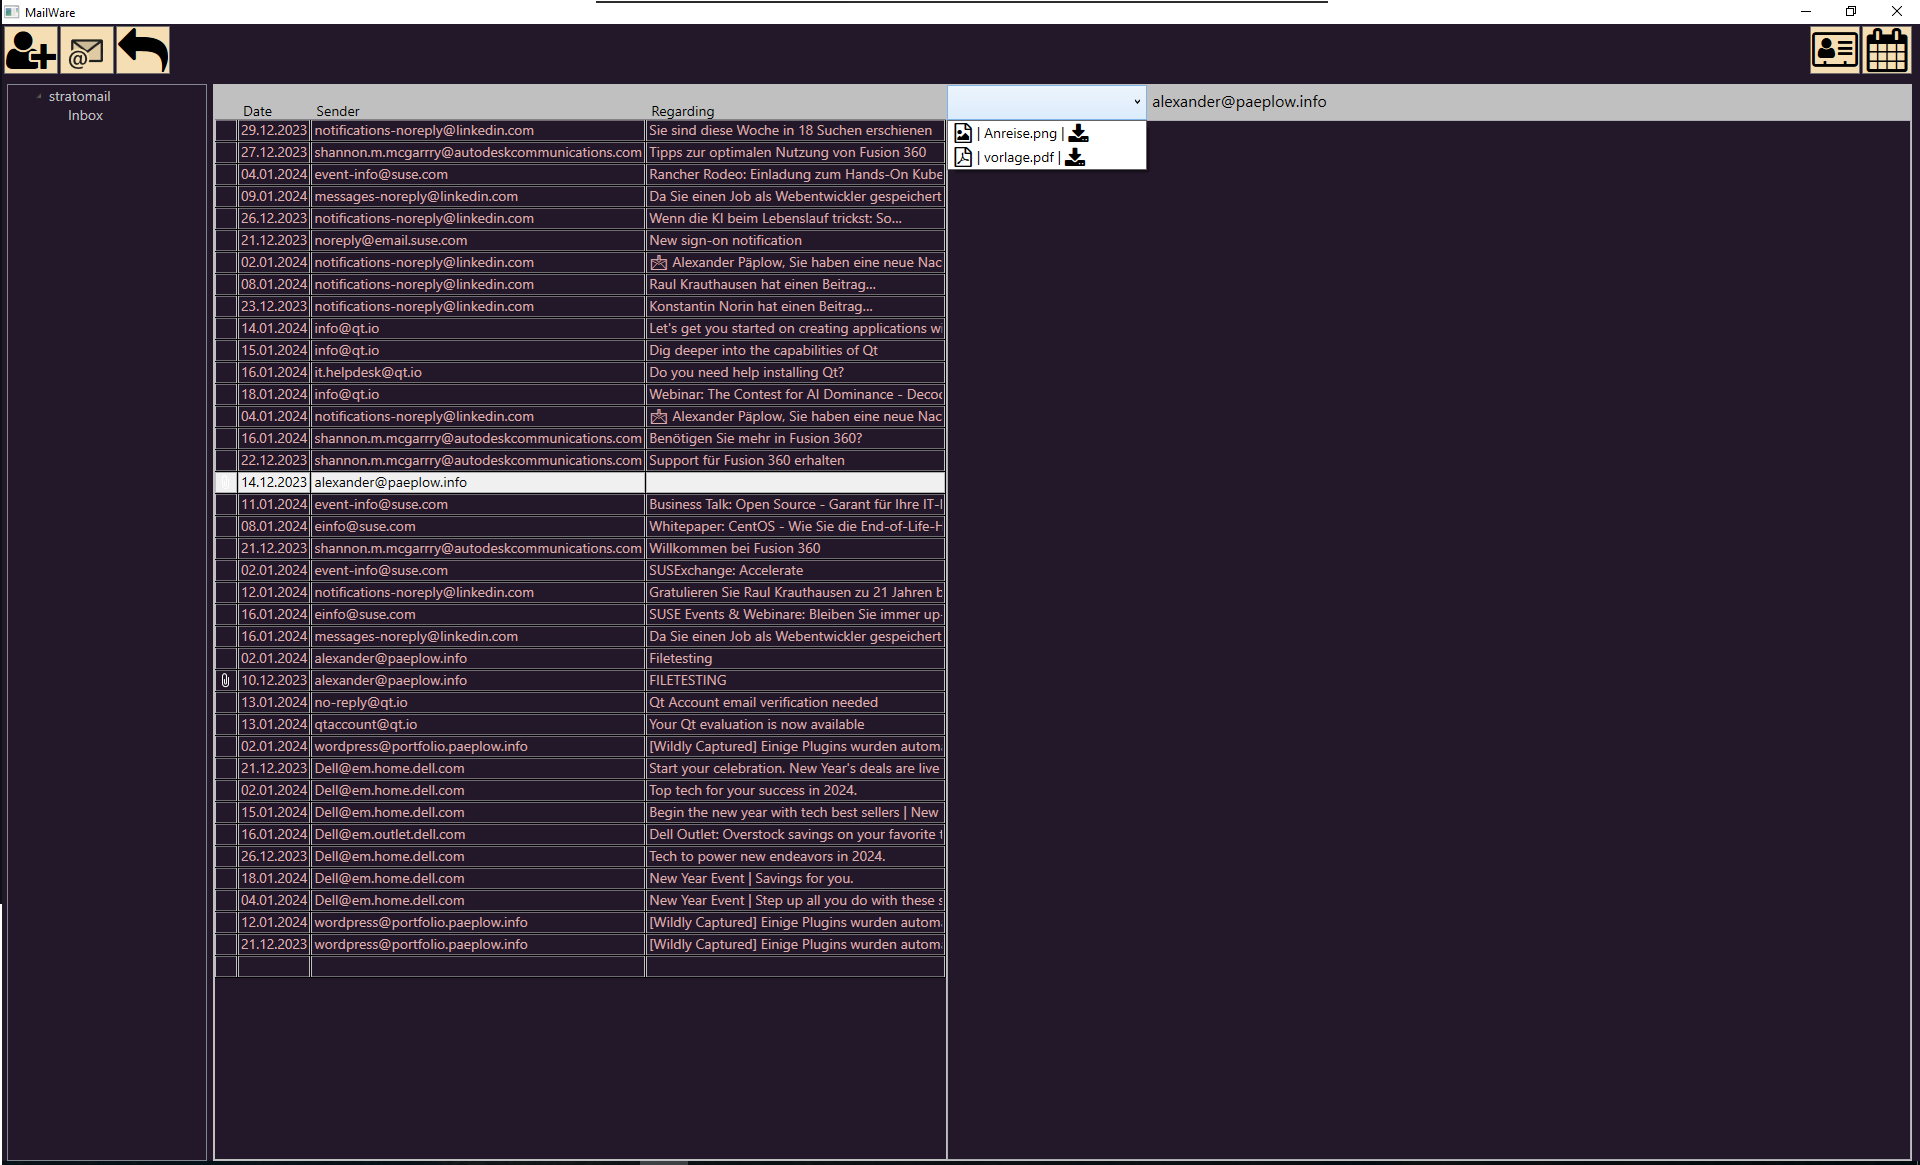 MailWare
stratomail
Inbox
Date Sender Regarding
29.12.2023 notifications-noreply@linkedin.com Sie sind diese Woche in 18 Suchen erschienen
27.12.2023 shannon.m.mcgarrry@autodeskcommunications.com Tipps zur optimalen Nutzung von Fusion 360
04.01.2024 event-info@suse.com Rancher Rodeo: Einladung zum Hands-On Kube
09.01.2024 messages-noreply@linkedin.com Da Sie einen Job als Webentwickler gespeichert
26.12.2023 notifications-noreply@linkedin.com Wenn die KI beim Lebenslauf trickst: So...
21.12.2023 noreply@email.suse.com New sign-on notification
02.01.2024 notifications-noreply@linkedin.com 📩 Alexander Päplow, Sie haben eine neue Nac
08.01.2024 notifications-noreply@linkedin.com Raul Krauthausen hat einen Beitrag...
23.12.2023 notifications-noreply@linkedin.com Konstantin Norin hat einen Beitrag...
14.01.2024 info@qt.io Let's get you started on creating applications wi
15.01.2024 info@qt.io Dig deeper into the capabilities of Qt
16.01.2024 it.helpdesk@qt.io Do you need help installing Qt?
18.01.2024 info@qt.io Webinar: The Contest for AI Dominance - Decoc
04.01.2024 notifications-noreply@linkedin.com 📩 Alexander Päplow, Sie haben eine neue Nac
16.01.2024 shannon.m.mcgarrry@autodeskcommunications.com Benötigen Sie mehr in Fusion 360?
22.12.2023 shannon.m.mcgarrry@autodeskcommunications.com Support für Fusion 360 erhalten
14.12.2023 alexander@paeplow.info
11.01.2024 event-info@suse.com Business Talk: Open Source - Garant für Ihre IT-I
08.01.2024 einfo@suse.com Whitepaper: CentOS - Wie Sie die End-of-Life-H
21.12.2023 shannon.m.mcgarrry@autodeskcommunications.com Willkommen bei Fusion 360
02.01.2024 event-info@suse.com SUSExchange: Accelerate
12.01.2024 notifications-noreply@linkedin.com Gratulieren Sie Raul Krauthausen zu 21 Jahren b
16.01.2024 einfo@suse.com SUSE Events & Webinare: Bleiben Sie immer up-
16.01.2024 messages-noreply@linkedin.com Da Sie einen Job als Webentwickler gespeichert
02.01.2024 alexander@paeplow.info Filetesting
10.12.2023 alexander@paeplow.info FILETESTING
13.01.2024 no-reply@qt.io Qt Account email verification needed
13.01.2024 qtaccount@qt.io Your Qt evaluation is now available
02.01.2024 wordpress@portfolio.paeplow.info [Wildly Captured] Einige Plugins wurden autom
21.12.2023 Dell@em.home.dell.com Start your celebration. New Year's deals are live
02.01.2024 Dell@em.home.dell.com Top tech for your success in 2024.
15.01.2024 Dell@em.home.dell.com Begin the new year with tech best sellers | New
16.01.2024 Dell@em.outlet.dell.com Dell Outlet: Overstock savings on your favorite t
26.12.2023 Dell@em.home.dell.com Tech to power new endeavors in 2024.
18.01.2024 Dell@em.home.dell.com New Year Event | Savings for you.
04.01.2024 Dell@em.home.dell.com New Year Event | Step up all you do with these s
12.01.2024 wordpress@portfolio.paeplow.info [Wildly Captured] Einige Plugins wurden autom
21.12.2023 wordpress@portfolio.paeplow.info [Wildly Captured] Einige Plugins wurden autom
alexander@paeplow.info
| Anreise.png |
| vorlage.pdf |